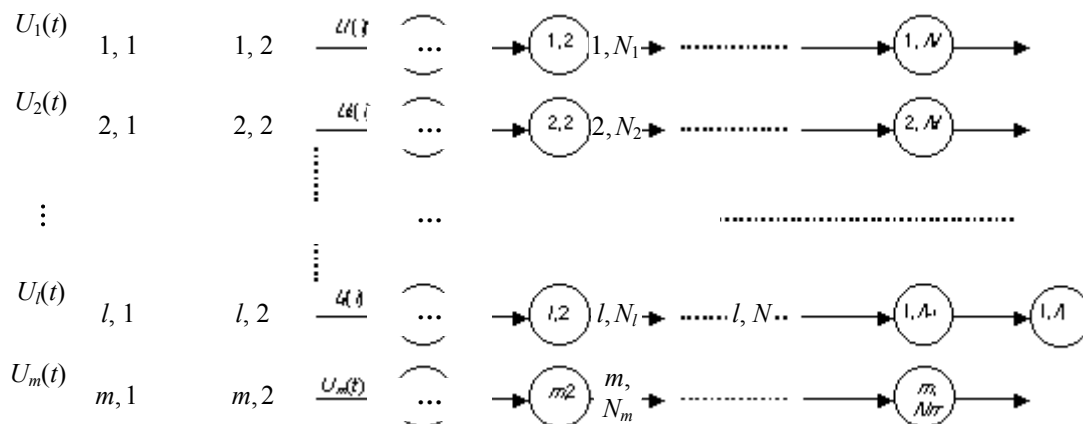 U₁(t) 1, 1 1, 2 ... 1,2 1, N₁ 1, N
U₂(t) 2, 1 2, 2 ... 2,2 2, N₂ 2, N
⋮ ...
Uₗ(t) l, 1 l, 2 ... l,2 l, Nₗ l, N
Uₘ(t) m, 1 m, 2 Uₘ(t) ... m2 m, Nₘ m,